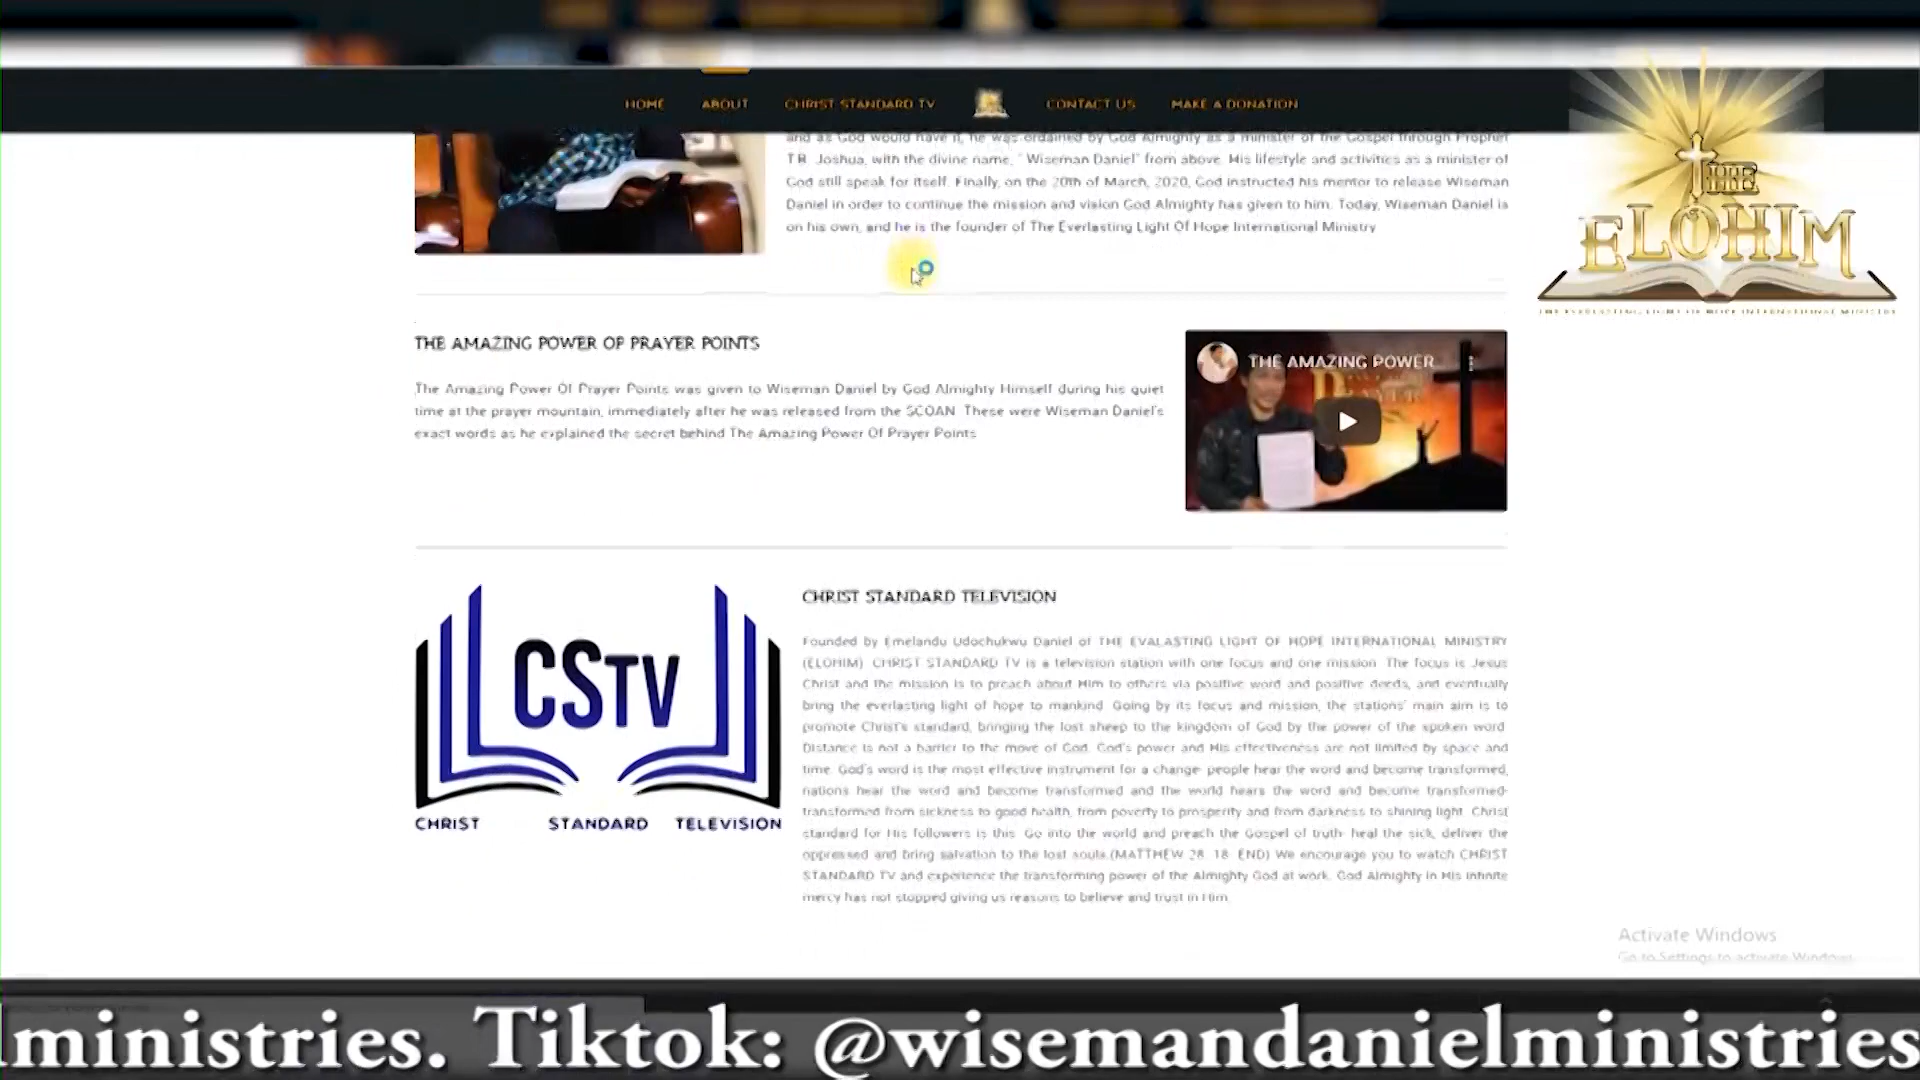 HOME ABOUT CHRIST STANDARD TV CONTACT US MAKE A DONATION
and as God would have it, he was ordained by God Almighty as a minister of the Gospel through Prophet
T.B. Joshua, with the divine name, " Wiseman Daniel" from above. His lifestyle and activities as a minister of
God still speak for itself. Finally, on the 20th of March, 2020, God instructed his mentor to release Wiseman
Daniel in order to continue the mission and vision God Almighty has given to him. Today, Wiseman Daniel is
on his own, and he is the founder of The Everlasting Light Of Hope International Ministry
THE ELOHIM
THE EVERLASTING LIGHT OF HOPE INTERNATIONAL MINISTRY
THE AMAZING POWER OF PRAYER POINTS
The Amazing Power Of Prayer Points was given to Wiseman Daniel by God Almighty Himself during his quiet
time at the prayer mountain, immediately after he was released from the SCOAN. These were Wiseman Daniel's
exact words as he explained the secret behind The Amazing Power Of Prayer Points
THE AMAZING POWER
CSTV
CHRIST STANDARD TELEVISION
CHRIST STANDARD TELEVISION
Founded by Emelandu Udochukwu Daniel of THE EVALASTING LIGHT OF HOPE INTERNATIONAL MINISTRY
(ELOHIM). CHRIST STANDARD TV is a television station with one focus and one mission. The focus is Jesus
Christ and the mission is to preach about Him to others via positive word and positive deeds, and eventually
bring the everlasting light of hope to mankind. Going by its focus and mission, the stations' main aim is to
promote Christ's standard, bringing the lost sheep to the kingdom of God by the power of the spoken word.
Distance is not a barrier to the move of God. God's power and His effectiveness are not limited by space and
time. God's word is the most effective instrument for a change- people hear the word and become transformed,
nations hear the word and become transformed and the world hears the word and become transformed-
transformed from sickness to good health, from poverty to prosperity and from darkness to shining light. Christ
standard for His followers is this: Go into the world and preach the Gospel of truth- heal the sick, deliver the
oppressed and bring salvation to the lost souls.(MATTHEW 28: 18- END) We encourage you to watch CHRIST
STANDARD TV and experience the transforming power of the Almighty God at work. God Almighty in His infinite
mercy has not stopped giving us reasons to believe and trust in Him.
Activate Windows
Go to Settings to activate Windows.
ministries. Tiktok: @wisemandanielministries